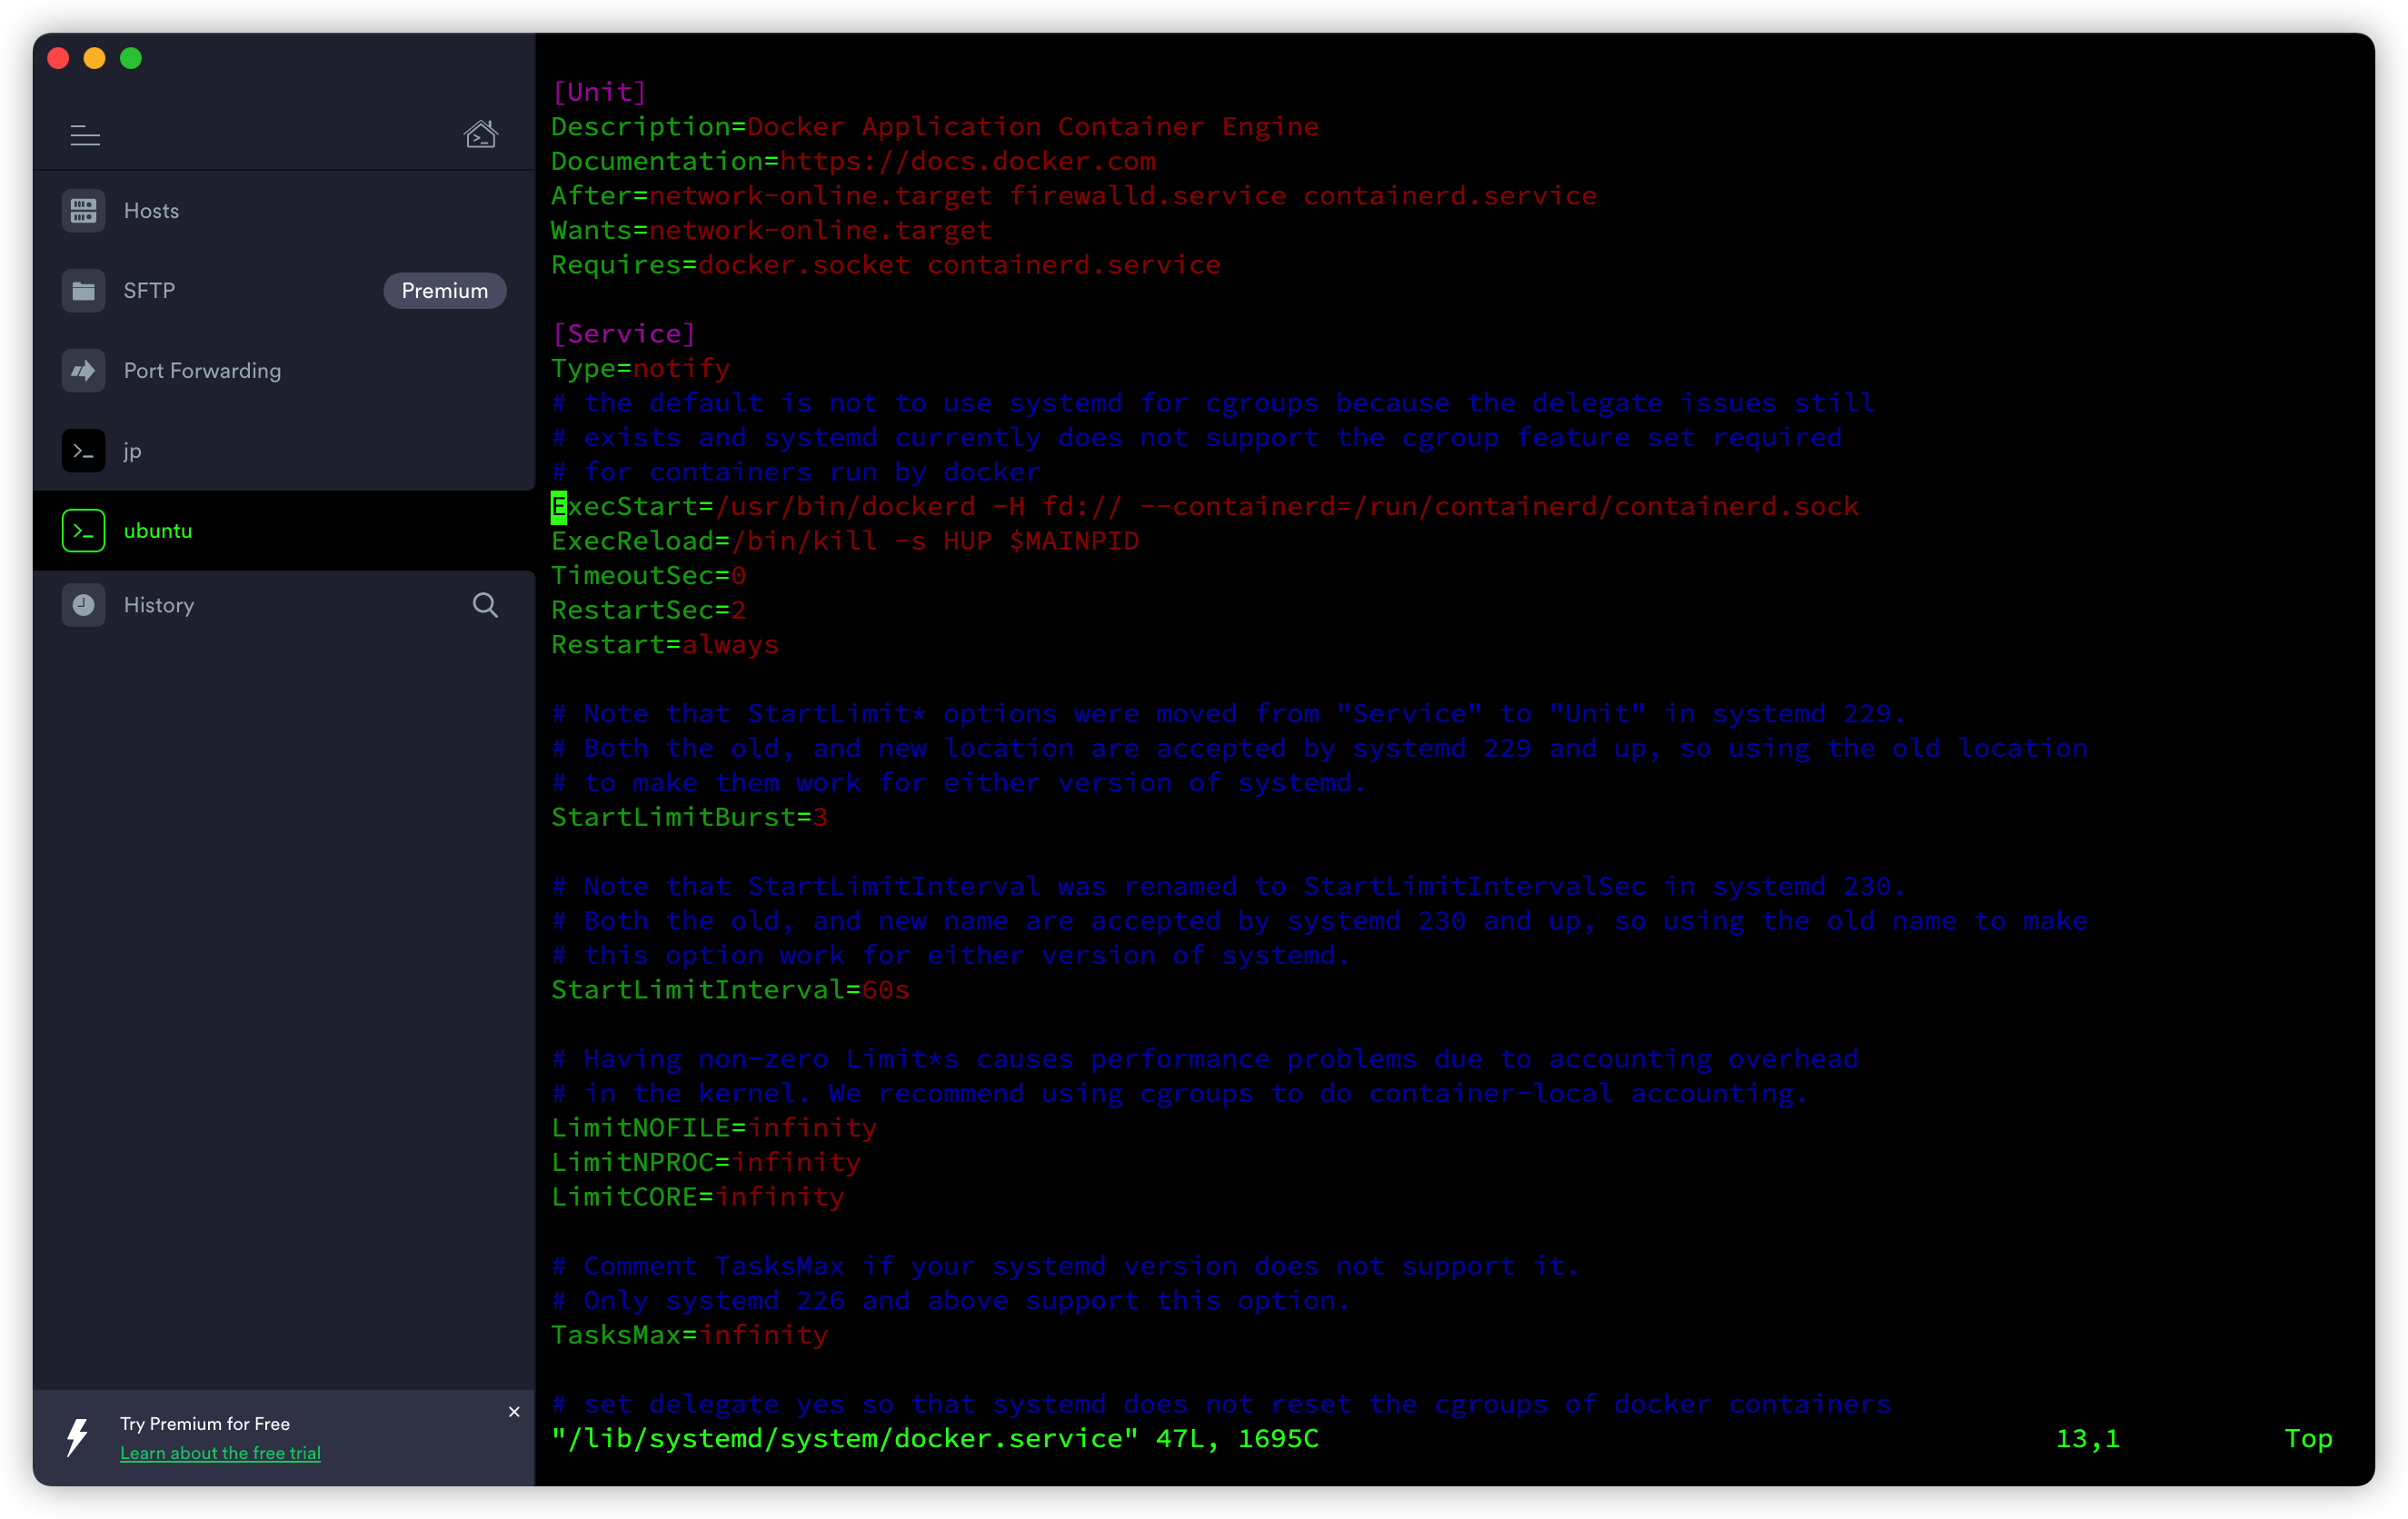 Hosts
SFTP
Premium
Port Forwarding
jp
ubuntu
History
Try Premium for Free
Learn about the free trial
[Unit]
Description=Docker Application Container Engine
Documentation=https://docs.docker.com
After=network-online.target firewalld.service containerd.service
Wants=network-online.target
Requires=docker.socket containerd.service
[Service]
Type=notify
# the default is not to use systemd for cgroups because the delegate issues still
# exists and systemd currently does not support the cgroup feature set required
# for containers run by docker
ExecStart=/usr/bin/dockerd -H fd:// --containerd=/run/containerd/containerd.sock
ExecReload=/bin/kill -s HUP $MAINPID
TimeoutSec=0
RestartSec=2
Restart=always
# Note that StartLimit* options were moved from "Service" to "Unit" in systemd 229.
# Both the old, and new location are accepted by systemd 229 and up, so using the old location
# to make them work for either version of systemd.
StartLimitBurst=3
# Note that StartLimitInterval was renamed to StartLimitIntervalSec in systemd 230.
# Both the old, and new name are accepted by systemd 230 and up, so using the old name to make
# this option work for either version of systemd.
StartLimitInterval=60s
# Having non-zero Limit*s causes performance problems due to accounting overhead
# in the kernel. We recommend using cgroups to do container-local accounting.
LimitNOFILE=infinity
LimitNPROC=infinity
LimitCORE=infinity
# Comment TasksMax if your systemd version does not support it.
# Only systemd 226 and above support this option.
TasksMax=infinity
# set delegate yes so that systemd does not reset the cgroups of docker containers
"/lib/systemd/system/docker.service" 47L, 1695C 13,1 Top